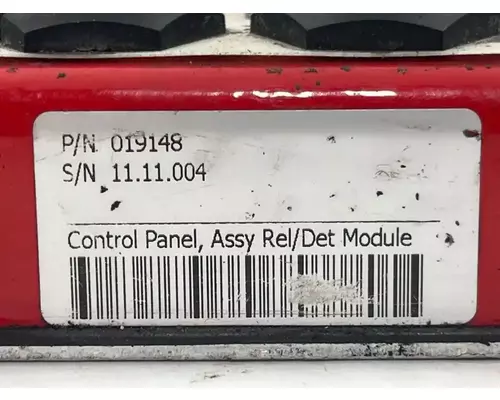 P/N 019148
S/N 11.11.004
Control Panel, Assy Rel/Det Module